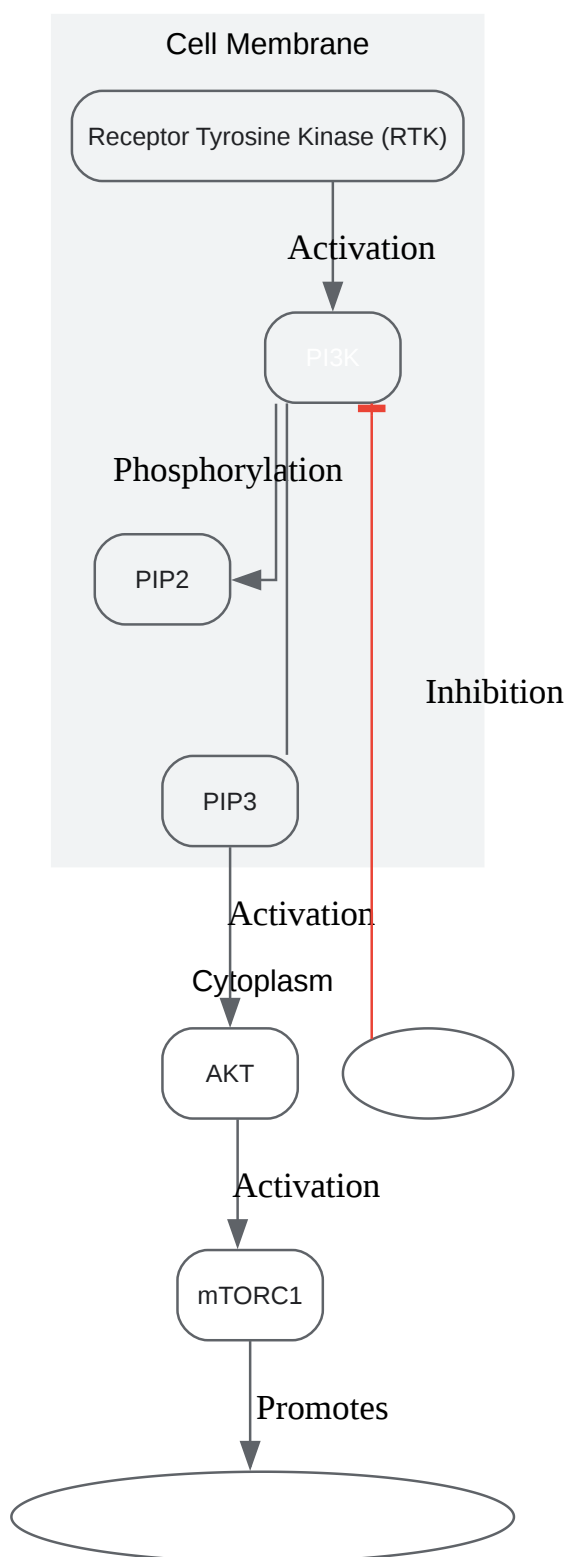 Cell Membrane
Receptor Tyrosine Kinase (RTK)
Activation
PI3K
Phosphorylation
PIP2
Inhibition
PIP3
Activation
Cytoplasm
AKT
Activation
mTORC1
Promotes